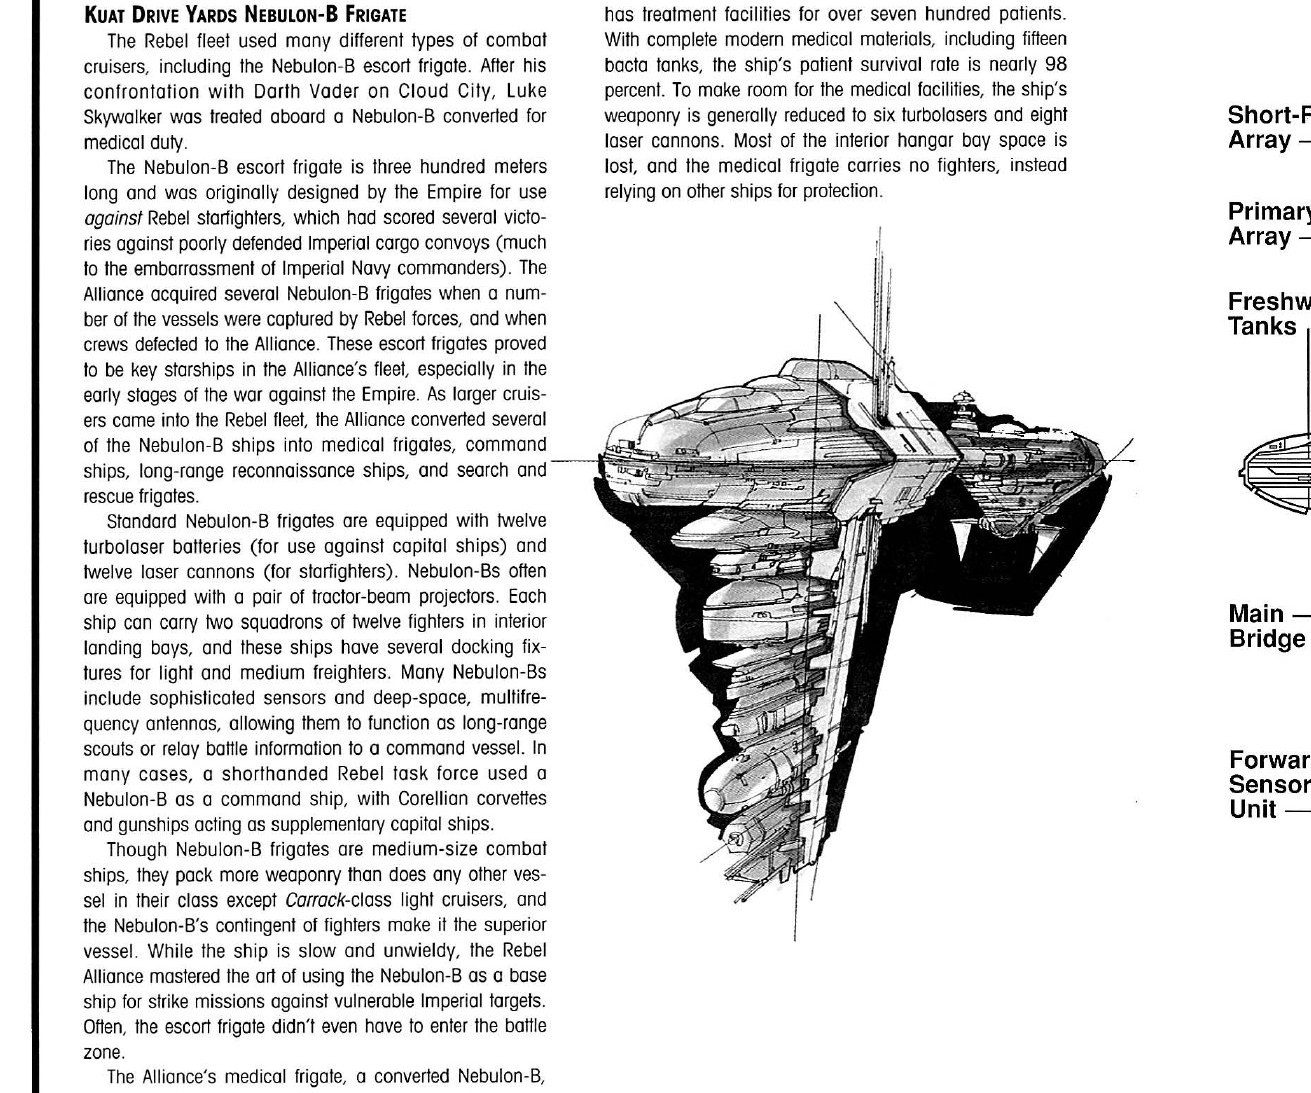 KUAT DRIVE YARDS NEBULON-B FRIGATE
The Rebel fleet used many different types of combat
cruisers, including the Nebulon-B escort frigate. After his
confrontation with Darth Vader on Cloud City, Luke
Skywalker was treated aboard a Nebulon-B converted for
medical duty.
The Nebulon-B escort frigate is three hundred meters
long and was originally designed by the Empire for use
against Rebel starfighters, which had scored several victo-
ries against poorly defended Imperial cargo convoys (much
to the embarrassment of Imperial Navy commanders). The
Alliance acquired several Nebulon-B frigates when a num-
ber of the vessels were captured by Rebel forces, and when
crews defected to the Alliance. These escort frigates proved
to be key starships in the Alliance's fleet, especially in the
early stages of the war against the Empire. As larger cruis-
ers came into the Rebel fleet, the Alliance converted several
of the Nebulon-B ships into medical frigates, command
ships, long-range reconnaissance ships, and search and
rescue frigates.
Standard Nebulon-B frigates are equipped with twelve
turbolaser batteries (for use against capital ships) and
twelve laser cannons (for starfighters). Nebulon-Bs often
are equipped with a pair of tractor-beam projectors. Each
ship can carry two squadrons of twelve fighters in interior
landing bays, and these ships have several docking fix-
tures for light and medium freighters. Many Nebulon-Bs
include sophisticated sensors and deep-space, multifre-
quency antennas, allowing them to function as long-range
scouts or relay battle information to a command vessel. In
many cases, a shorthanded Rebel task force used a
Nebulon-B as a command ship, with Corellian corvettes
and gunships acting as supplementary capital ships.
Though Nebulon-B frigates are medium-size combat
ships, they pack more weaponry than does any other ves-
sel in their class except Carrack-class light cruisers, and
the Nebulon-B's contingent of fighters make it the superior
vessel. While the ship is slow and unwieldy, the Rebel
Alliance mastered the art of using the Nebulon-B as a base
ship for strike missions against vulnerable Imperial targets.
Often, the escort frigate didn't even have to enter the battle
zone.
The Alliance's medical frigate, a converted Nebulon-B,
has treatment facilities for over seven hundred patients.
With complete modern medical materials, including fifteen
bacta tanks, the ship's patient survival rate is nearly 98
percent. To make room for the medical facilities, the ship's
weaponry is generally reduced to six turbolasers and eight
laser cannons. Most of the interior hangar bay space is
lost, and the medical frigate carries no fighters, instead
relying on other ships for protection.
Short-
Array
Primary
Array
Freshw
Tanks
Main
Bridge
Forwar
Sensor
Unit